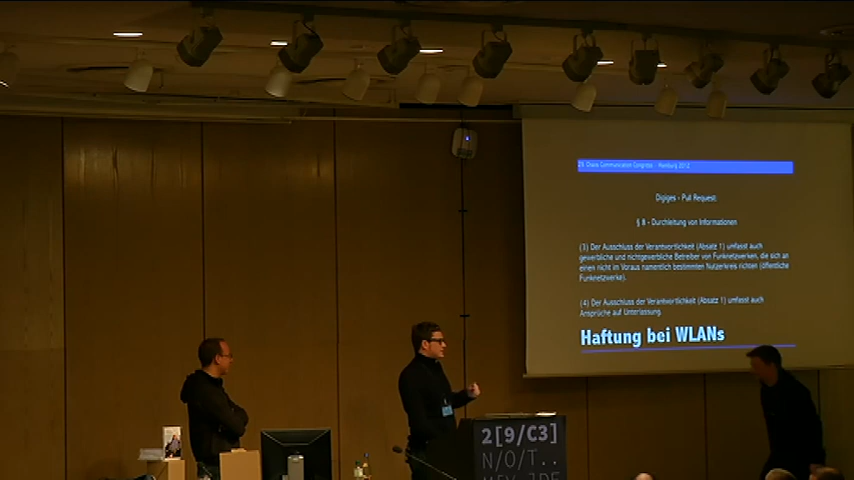 29. Chaos Communication Congress - Hamburg 2012
Digiges - Pull Request
§ 8 - Durchleitung von Informationen
(3) Der Ausschluss der Verantwortlichkeit (Absatz 1) umfasst auch
gewerbliche und nichtgewerbliche Betreiber von Funknetzwerken, die sich an
einen nicht im Voraus namentlich bestimmten Nutzerkreis richten (öffentliche
Funknetzwerke).
(4) Der Ausschluss der Verantwortlichkeit (Absatz 1) umfasst auch
Ansprüche auf Unterlassung.
Haftung bei WLANs
2[9/C3]
N/O/T..